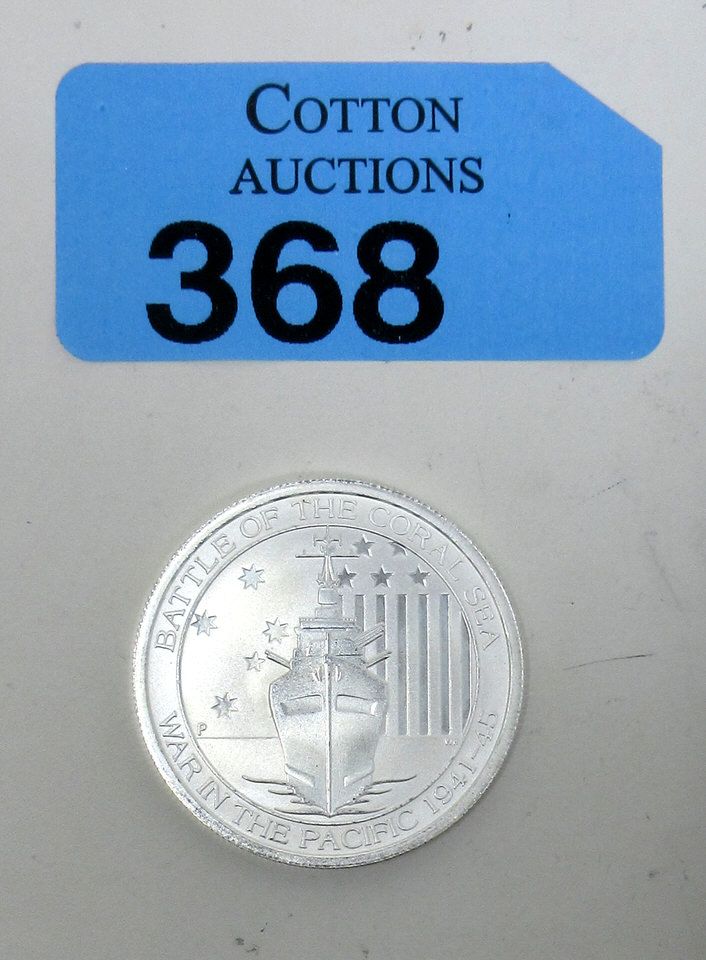 COTTON
AUCTIONS
368
BATTLE OF THE CORAL SEA
P
WAR IN THE PACIFIC 1941-45